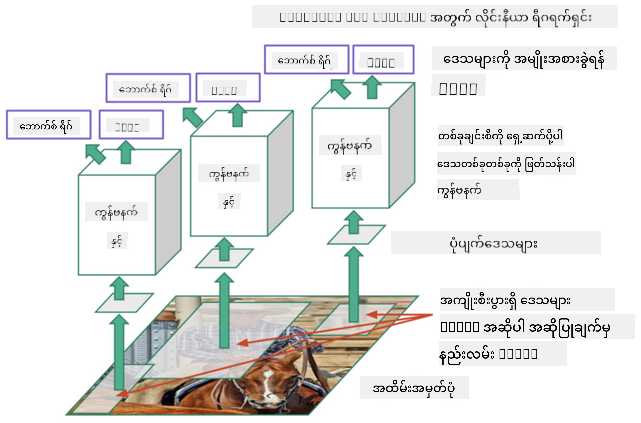 အတွက် လိုင်းနီယာ ရီဂရက်ရှင်း
ဘောက်စ် ရီဂ်
ဒေသများကို အမျိုးအစားခွဲရန်
ဘောက်စ် ရီဂ်
ဘောက်စ် ရီဂ်
တစ်ခုချင်းစီကို ရှေ့ဆက်ပို့ပါ
ဒေသတစ်ခုတစ်ခုကို ဖြတ်သန်းပါ
ကွန်ဗနက်
ကွန်ဗနက်
နှင့်
ကွန်ဗနက်
နှင့်
ကွန်ဗနက်
နှင့်
ပုံပျက်ဒေသများ
အကျိုးစီးပွားရှိ ဒေသများ
အဆိုပါ အဆိုပြုချက်မှ
နည်းလမ်း
အထိမ်းအမှတ်ပုံ